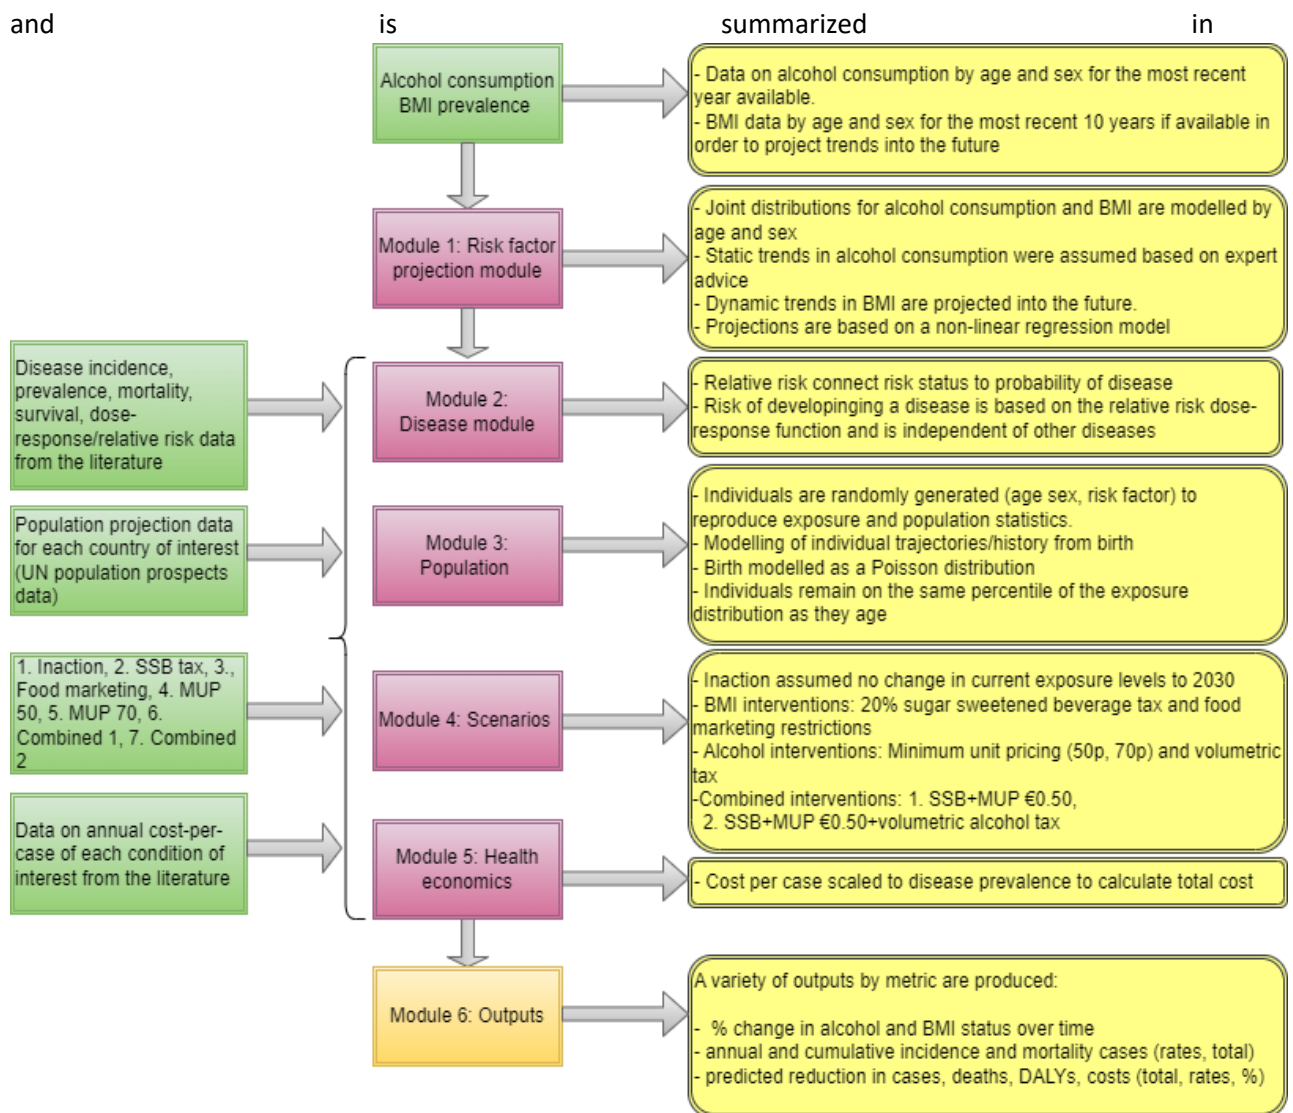 and is summarized in
Alcohol consumption
BMI prevalence
- Data on alcohol consumption by age and sex for the most recent
year available.
- BMI data by age and sex for the most recent 10 years if available in
order to project trends into the future
Module 1: Risk factor
projection module
- Joint distributions for alcohol consumption and BMI are modelled by
age and sex
- Static trends in alcohol consumption were assumed based on expert
advice
- Dynamic trends in BMI are projected into the future.
- Projections are based on a non-linear regression model
Disease incidence,
prevalence, mortality,
survival, dose-
response/relative risk data
from the literature
Module 2:
Disease module
- Relative risk connect risk status to probability of disease
- Risk of developinging a disease is based on the relative risk dose-
response function and is independent of other diseases
Population projection data
for each country of interest
(UN population prospects
data)
Module 3:
Population
- Individuals are randomly generated (age sex, risk factor) to
reproduce exposure and population statistics.
- Modelling of individual trajectories/history from birth
- Birth modelled as a Poisson distribution
- Individuals remain on the same percentile of the exposure
distribution as they age
1. Inaction, 2. SSB tax, 3.,
Food marketing, 4. MUP
50, 5. MUP 70, 6.
Combined 1, 7. Combined
2
Module 4: Scenarios
- Inaction assumed no change in current exposure levels to 2030
- BMI interventions: 20% sugar sweetened beverage tax and food
marketing restrictions
- Alcohol interventions: Minimum unit pricing (50p, 70p) and volumetric
tax
-Combined interventions: 1. SSB+MUP €0.50,
2. SSB+MUP €0.50+volumetric alcohol tax
Data on annual cost-per-
case of each condition of
interest from the literature
Module 5: Health
economics
- Cost per case scaled to disease prevalence to calculate total cost
Module 6: Outputs
A variety of outputs by metric are produced:
- % change in alcohol and BMI status over time
- annual and cumulative incidence and mortality cases (rates, total)
- predicted reduction in cases, deaths, DALYs, costs (total, rates, %)